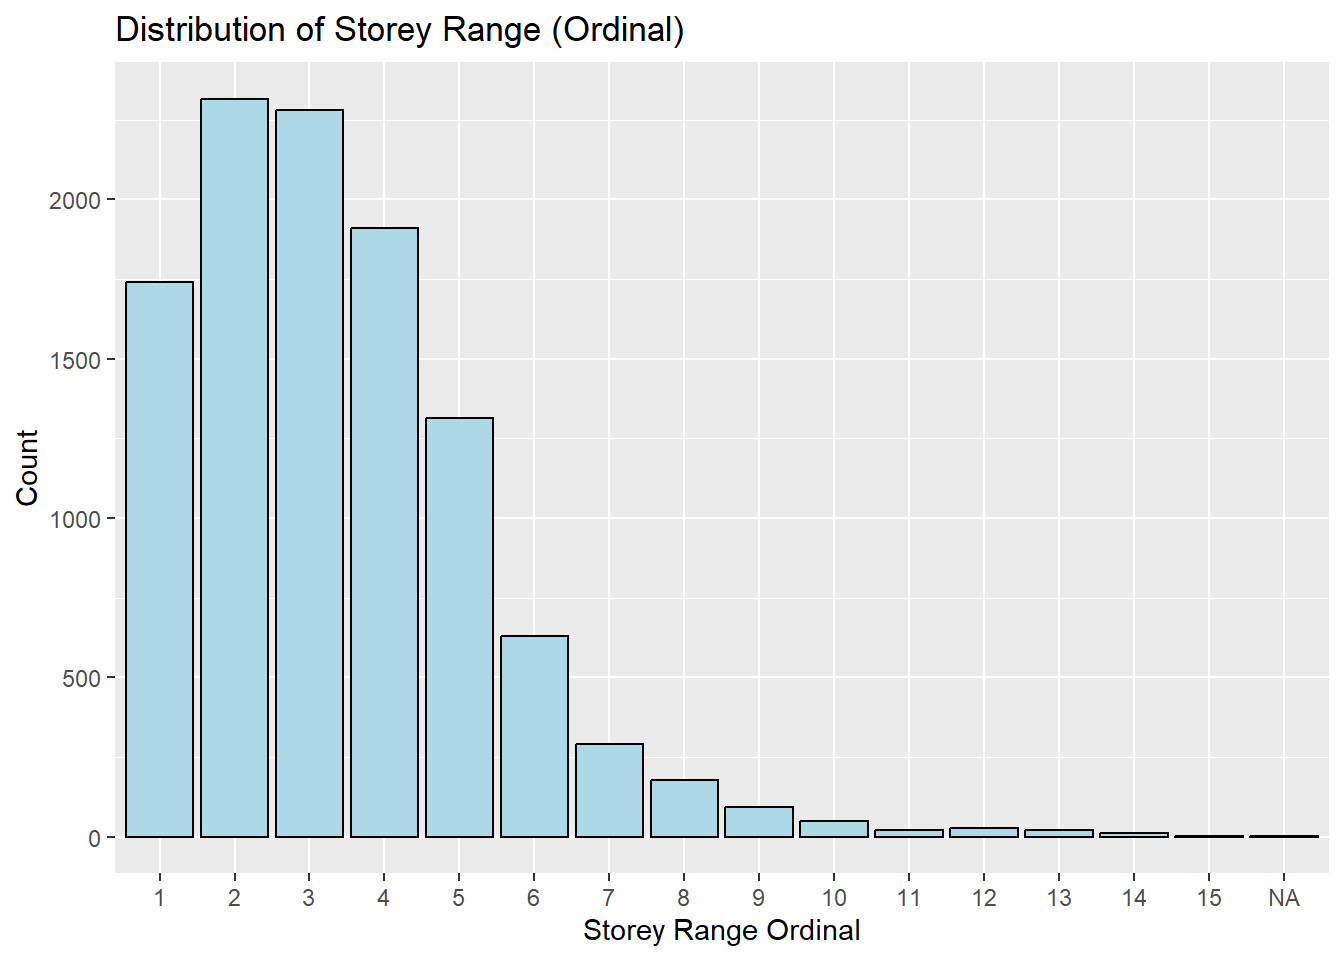 Distribution of Storey Range (Ordinal)
Count
2000
1500
1000
500
0
1 2 3 4 5 6 7 8 9 10 11 12 13 14 15 NA
Storey Range Ordinal